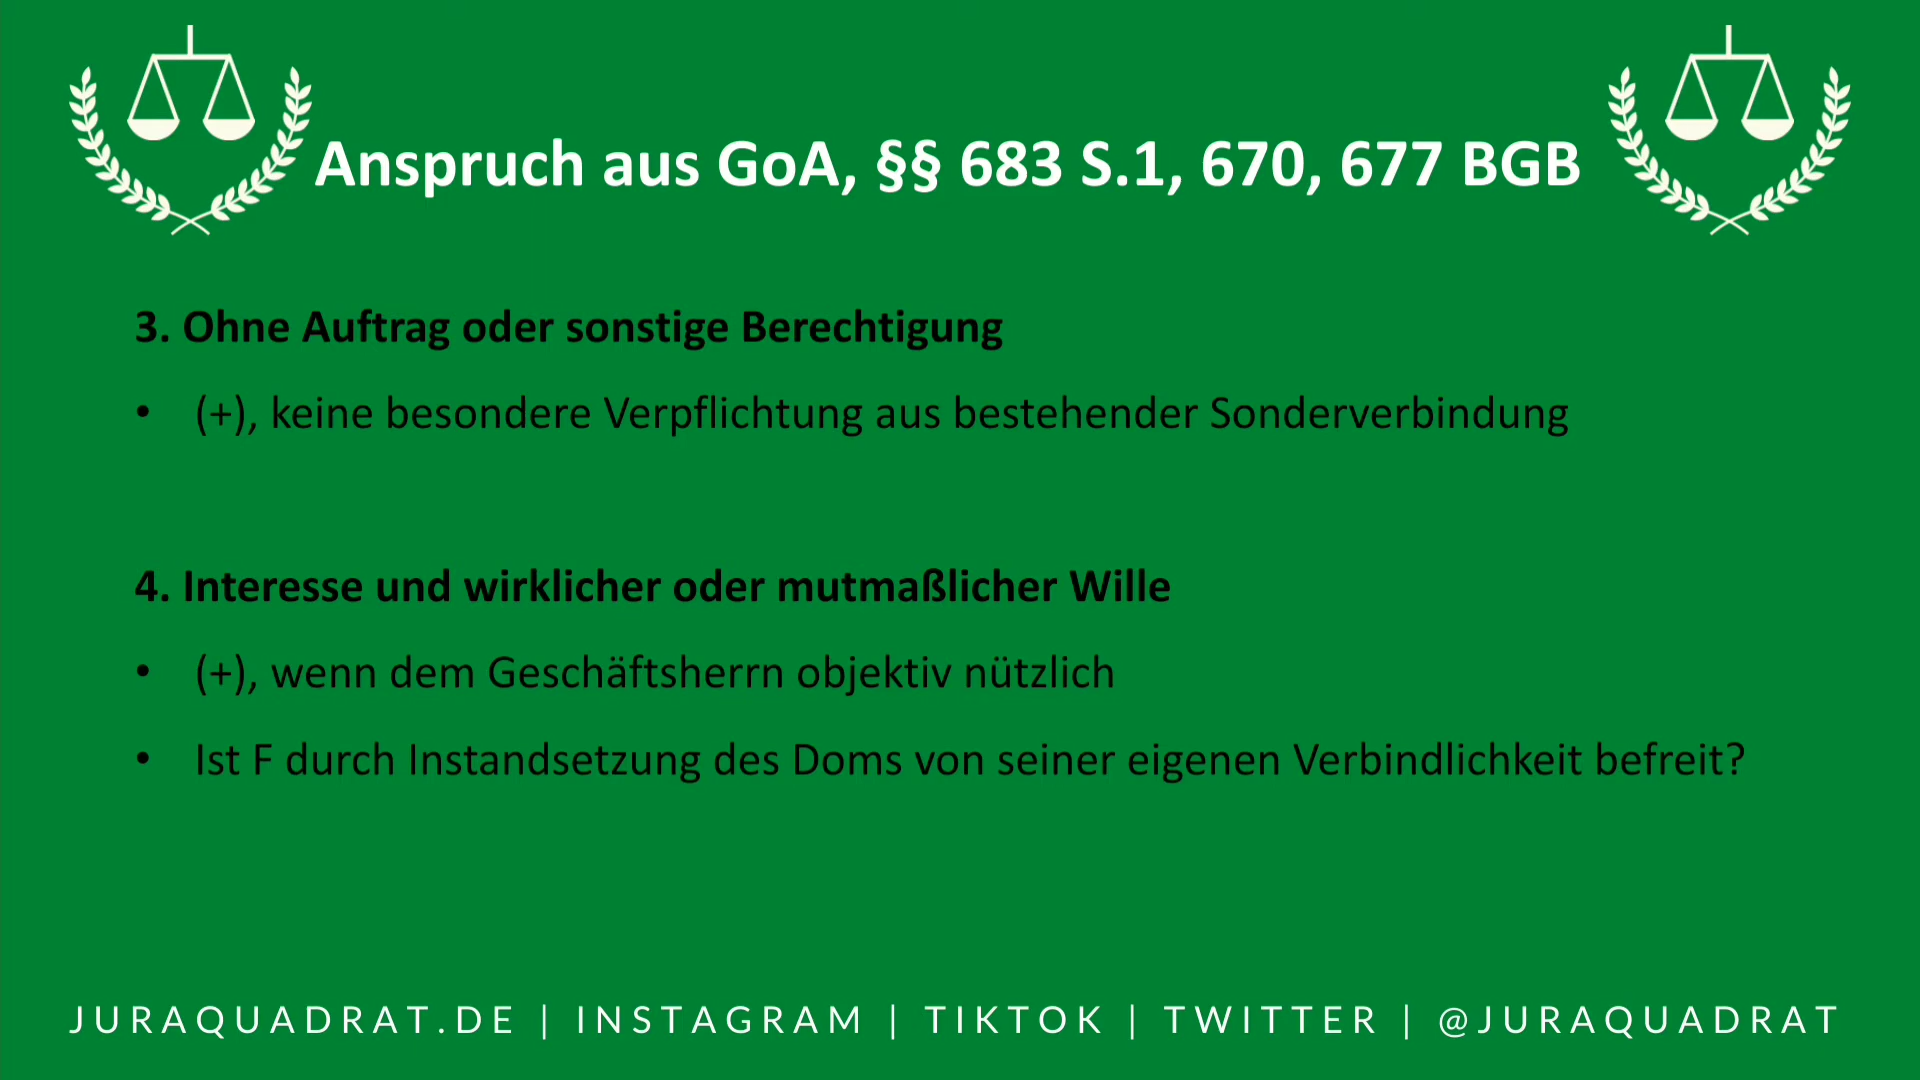 Anspruch aus GoA, §§ 683 S.1, 670, 677 BGB
3. Ohne Auftrag oder sonstige Berechtigung
• (+), keine besondere Verpflichtung aus bestehender Sonderverbindung
4. Interesse und wirklicher oder mutmaßlicher Wille
• (+), wenn dem Geschäftsherrn objektiv nützlich
• Ist F durch Instandsetzung des Doms von seiner eigenen Verbindlichkeit befreit?
JURAQUADRAT.DE | INSTAGRAM | TIKTOK | TWITTER | @JURAQUADRAT